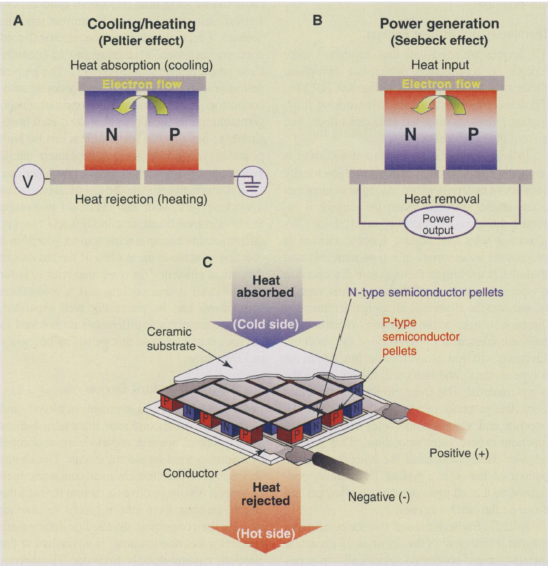 A
Cooling/heating
(Peltier effect)
Heat absorption (cooling)
Electron flow
N
P
V
Heat rejection (heating)
B
Power generation
(Seebeck effect)
Heat input
Electron flow
N
P
Heat removal
Power
output
C
Heat
absorbed
(Cold side)
N-type semiconductor pellets
P-type
semiconductor
pellets
Ceramic
substrate
P
N
P
N
P
P
N
P
N
Positive (+)
Conductor
Negative (-)
Heat
rejected
(Hot side)